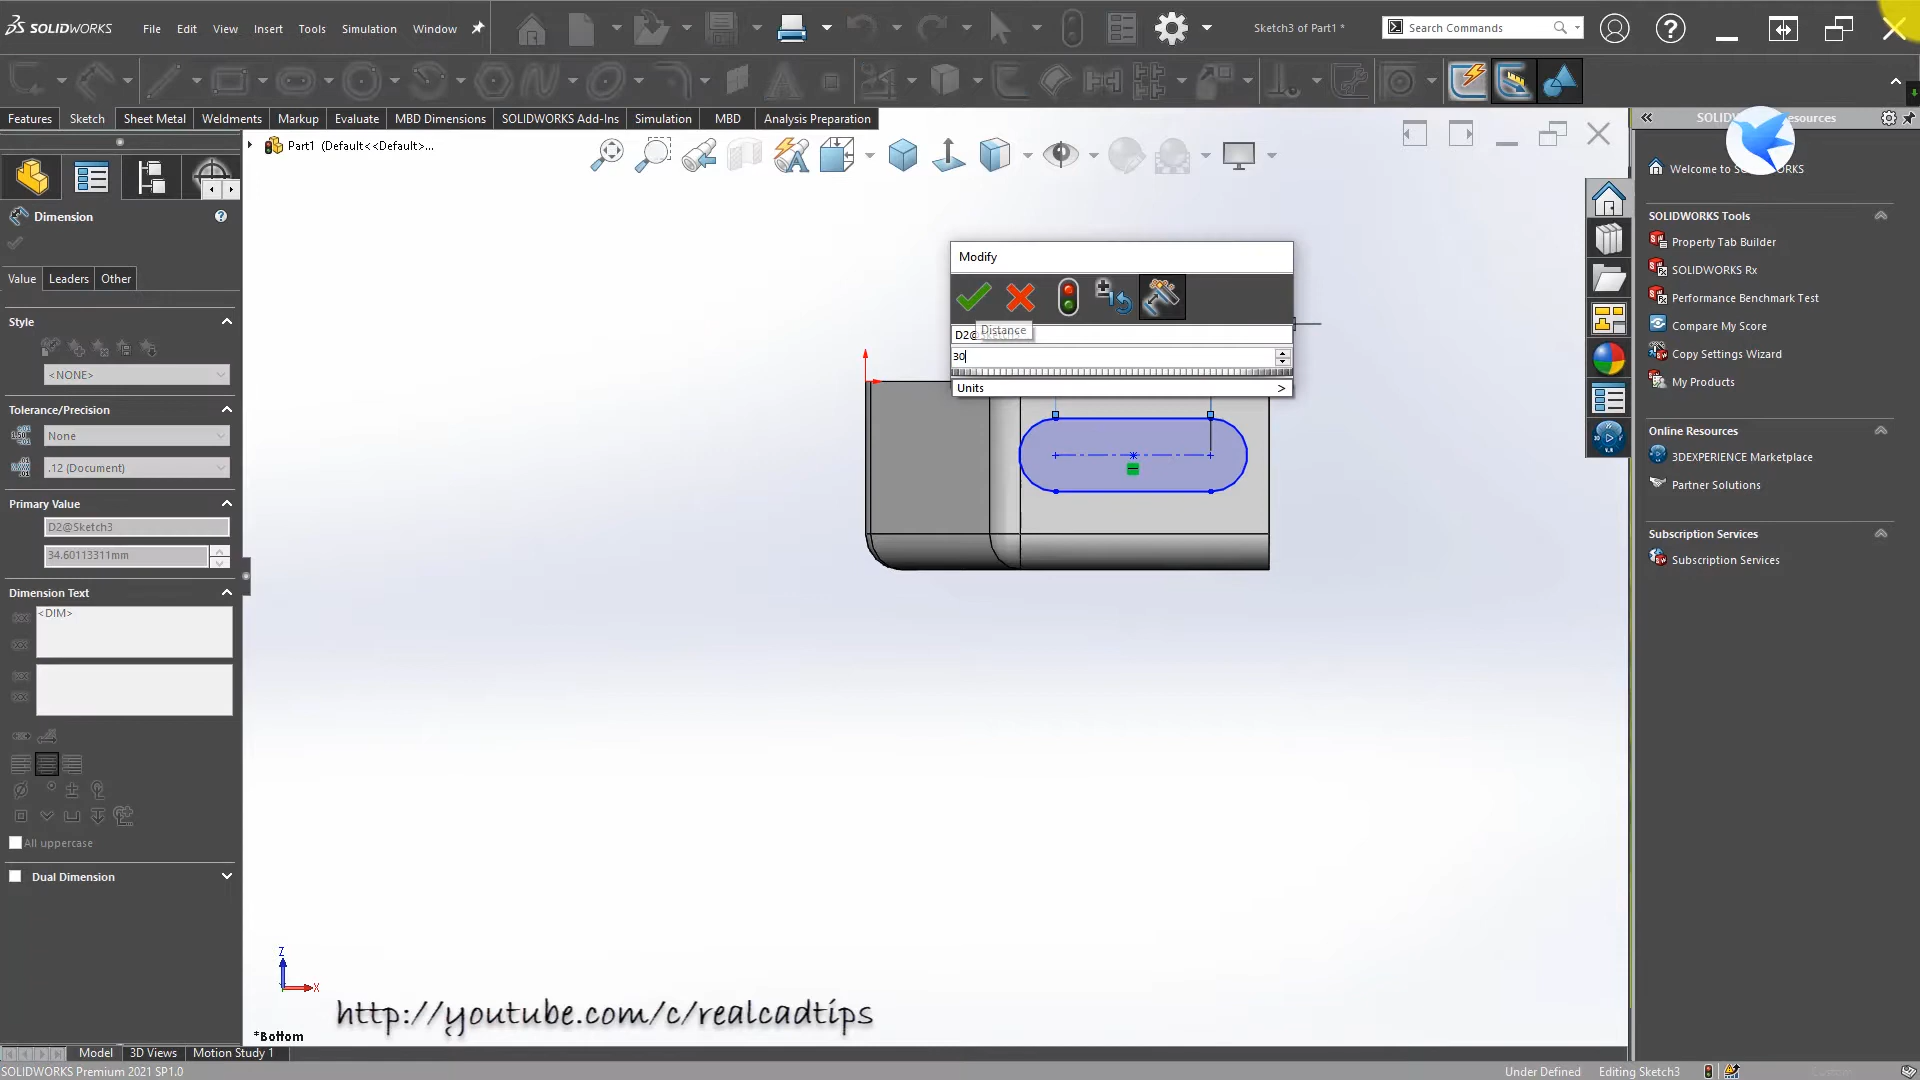 SOLIDWORKS File Edit View Insert Tools Simulation Window Sketch3 of Part1 * Search Commands
Features Sketch Sheet Metal Weldments Markup Evaluate MBD Dimensions SOLIDWORKS Add-Ins Simulation MBD Analysis Preparation
Part1 (Default<<Default>...
Dimension
Value Leaders Other
Style
<NONE>
Tolerance/Precision
None
.12 (Document)
Primary Value
D2@Sketch3
34.60113311mm
Dimension Text
<DIM>
All uppercase
Dual Dimension
Modify
Distance
D2@
30
Units >
Z
X
*Bottom
http://youtube.com/c/realcadtips
Welcome to
SOLIDWORKS Tools
Property Tab Builder
SOLIDWORKS Rx
Performance Benchmark Test
Compare My Score
Copy Settings Wizard
My Products
Online Resources
3DEXPERIENCE Marketplace
Partner Solutions
Subscription Services
Subscription Services
Model 3D Views Motion Study 1
SOLIDWORKS Premium 2021 SP1.0 Under Defined Editing Sketch3